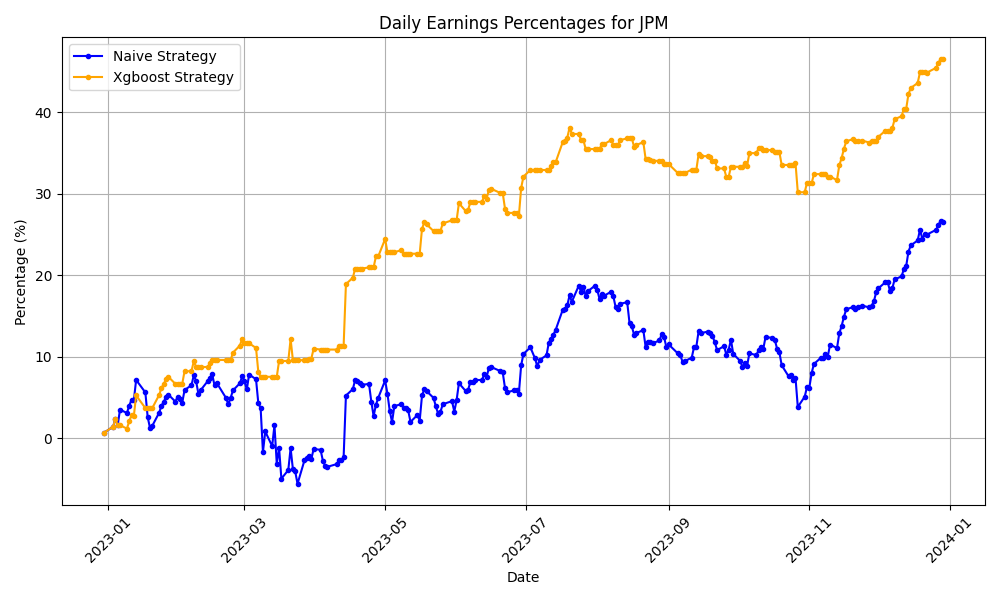 Daily Earnings Percentages for JPM
Naive Strategy
Xgboost Strategy
Percentage (%)
40
30
20
10
0
2023-01
2023-03
2023-05
2023-07
2023-09
2023-11
2024-01
Date